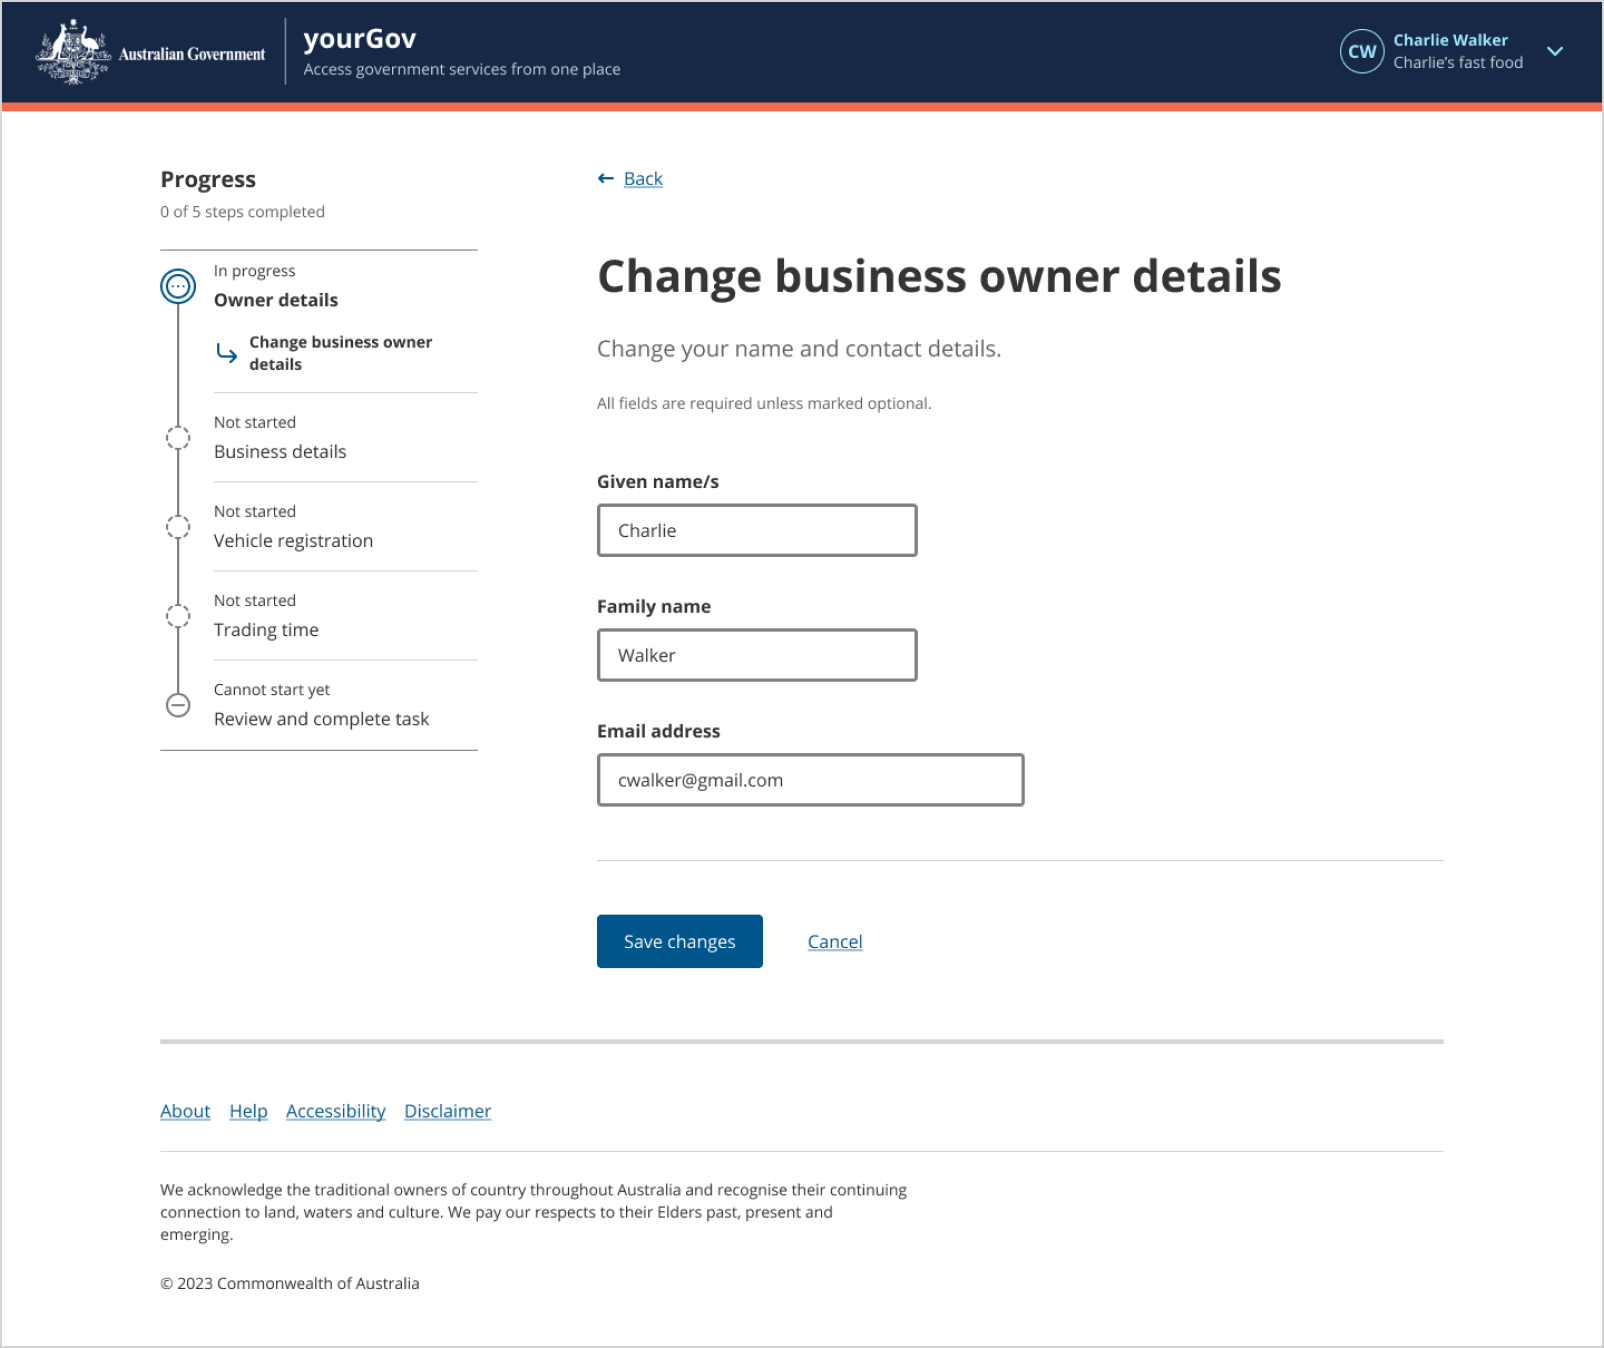 Australian Government
yourGov
Access government services from one place
CW
Charlie Walker
Charlie's fast food
Progress
0 of 5 steps completed
In progress
Owner details
Change business owner
details
Not started
Business details
Not started
Vehicle registration
Not started
Trading time
Cannot start yet
Review and complete task
Back
Change business owner details
Change your name and contact details.
All fields are required unless marked optional.
Given name/s
Charlie
Family name
Walker
Email address
cwalker@gmail.com
Save changes
Cancel
About Help Accessibility Disclaimer
We acknowledge the traditional owners of country throughout Australia and recognise their continuing
connection to land, waters and culture. We pay our respects to their Elders past, present and
emerging.
© 2023 Commonwealth of Australia